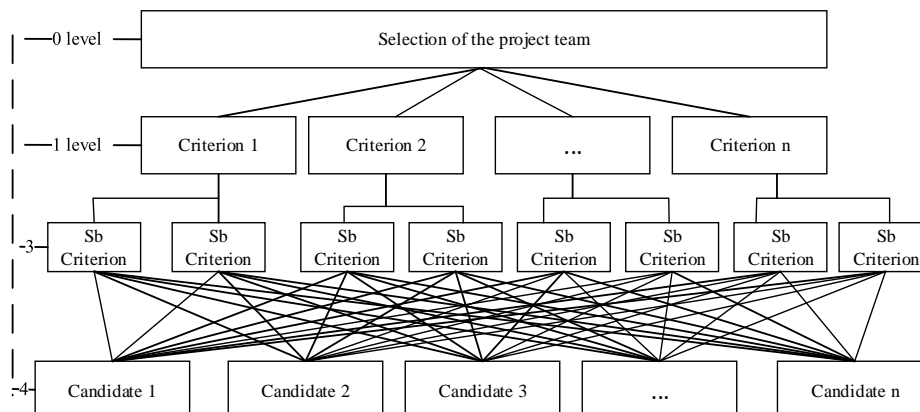 0 level
Selection of the project team
1 level
Criterion 1
Criterion 2
...
Criterion n
3
Sb
Criterion
Sb
Criterion
Sb
Criterion
Sb
Criterion
Sb
Criterion
Sb
Criterion
Sb
Criterion
Sb
Criterion
4
Candidate 1
Candidate 2
Candidate 3
...
Candidate n